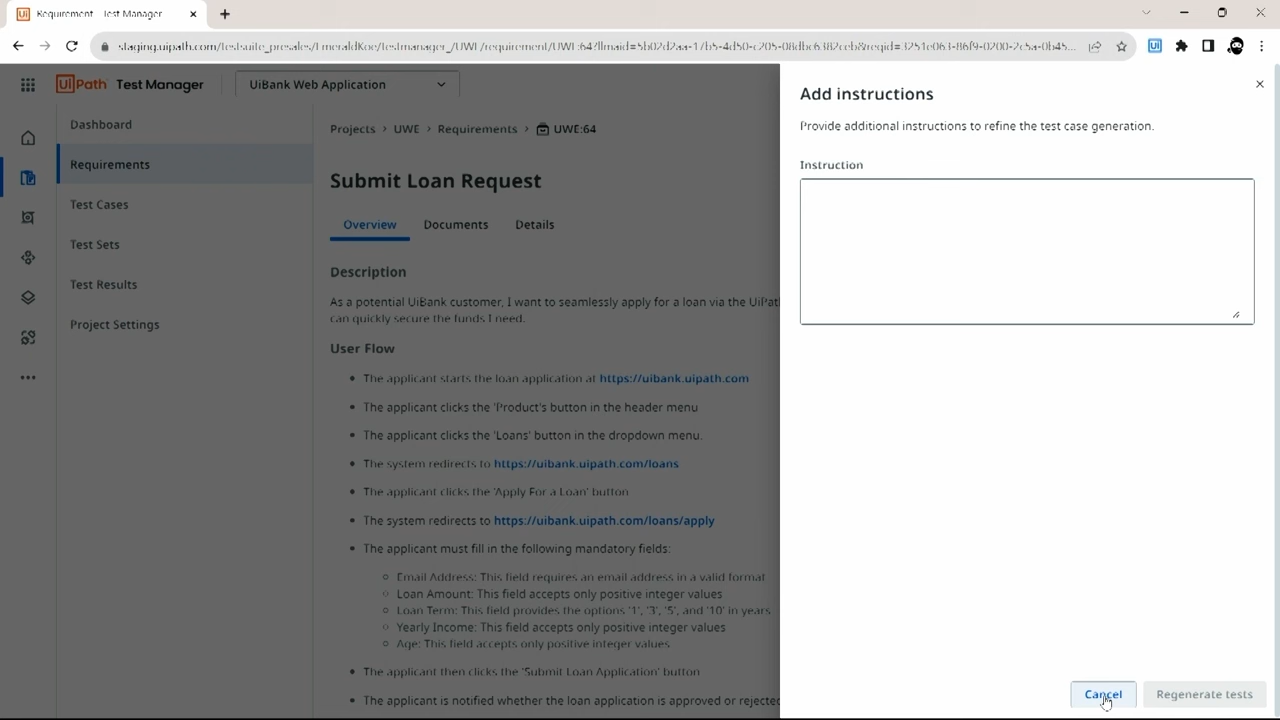 Requirement - Test Manager
staging.uipath.com/testsuite_presales/EmeraldKoe/testmanager_/UWE/requirement/UWE:64?
UiPath Test Manager
UiBank Web Application
Dashboard
Requirements
Test Cases
Test Sets
Test Results
Project Settings
Projects > UWE > Requirements > UWE:64
Submit Loan Request
Overview Documents Details
Description
As a potential UiBank customer, I want to seamlessly apply for a loan via the UiPath
can quickly secure the funds I need.
User Flow
The applicant starts the loan application at https://uibank.uipath.com
The applicant clicks the 'Product's button in the header menu
The applicant clicks the 'Loans' button in the dropdown menu.
The system redirects to https://uibank.uipath.com/loans
The applicant clicks the 'Apply For a Loan' button
The system redirects to https://uibank.uipath.com/loans/apply
The applicant must fill in the following mandatory fields:
Email Address: This field requires an email address in a valid format
Loan Amount: This field accepts only positive integer values
Loan Term: This field provides the options '1', '3', '5', and '10' in years
Yearly Income: This field accepts only positive integer values
Age: This field accepts only positive integer values
The applicant then clicks the 'Submit Loan Application' button
The applicant is notified whether the loan application is approved or rejected
Add instructions
Provide additional instructions to refine the test case generation.
Instruction
Cancel Regenerate tests